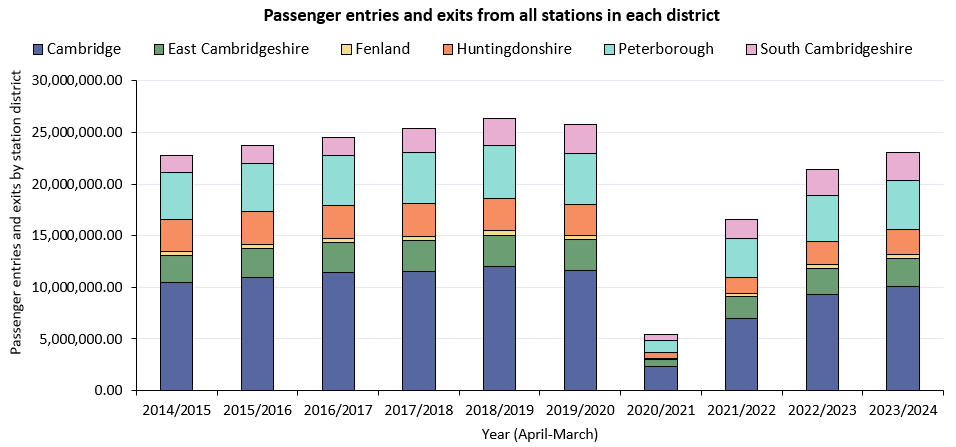 Passenger entries and exits from all stations in each district
Cambridge East Cambridgeshire Fenland Huntingdonshire Peterborough South Cambridgeshire
Passenger entries and exits by station district
30,000,000.00
25,000,000.00
20,000,000.00
15,000,000.00
10,000,000.00
5,000,000.00
0.00
2014/2015 2015/2016 2016/2017 2017/2018 2018/2019 2019/2020 2020/2021 2021/2022 2022/2023 2023/2024
Year (April-March)